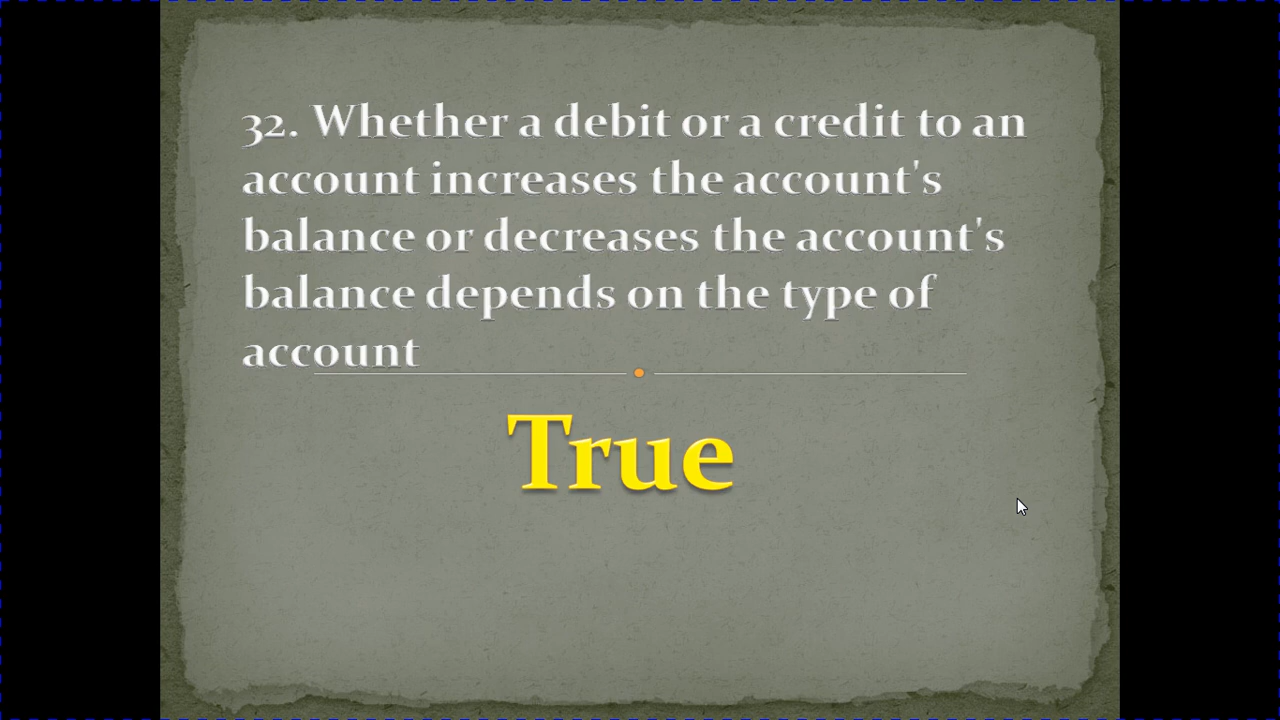 32. Whether a debit or a credit to an
account increases the account's
balance or decreases the account's
balance depends on the type of
account
True